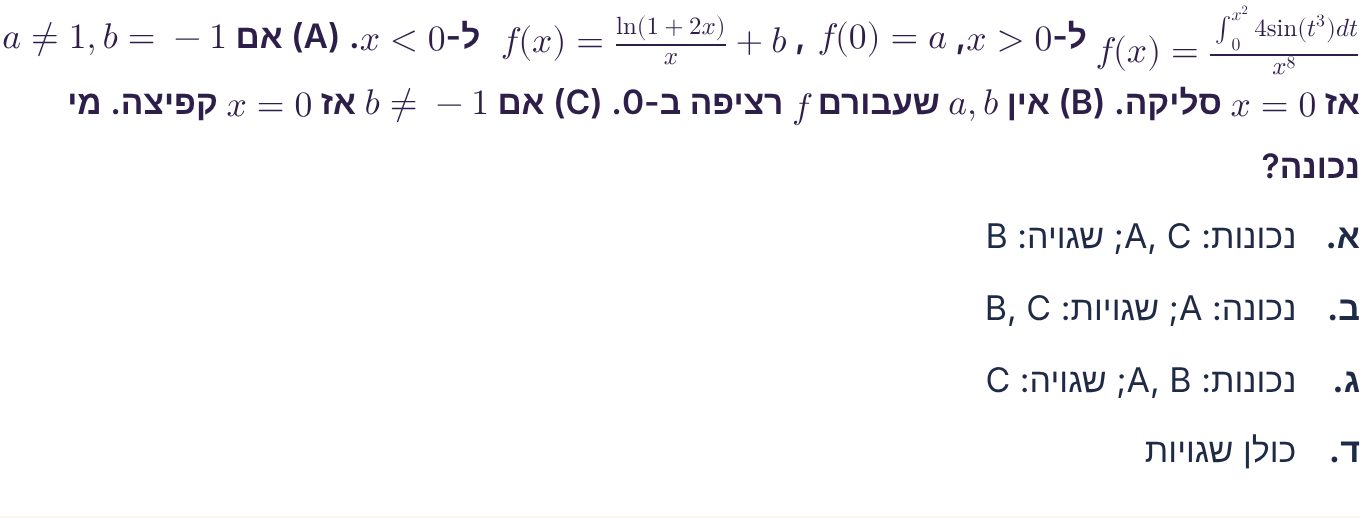 $f(x) = \frac{\int_0^{x^2} 4\sin(t^3)dt}{x^8}$ ל-$x > 0$, $f(0) = a$ , $f(x) = \frac{\ln(1+2x)}{x} + b$ ל-$x < 0$. (A) אם $a \neq 1, b = -1$
אז $x = 0$ סליקה. (B) אין $a, b$ שעבורם $f$ רציפה ב-0. (C) אם $b \neq -1$ אז $x = 0$ קפיצה. מי
נכונה?
א. נכונות: A, C; שגויה: B
ב. נכונה: A; שגויות: B, C
ג. נכונות: A, B; שגויה: C
ד. כולן שגויות